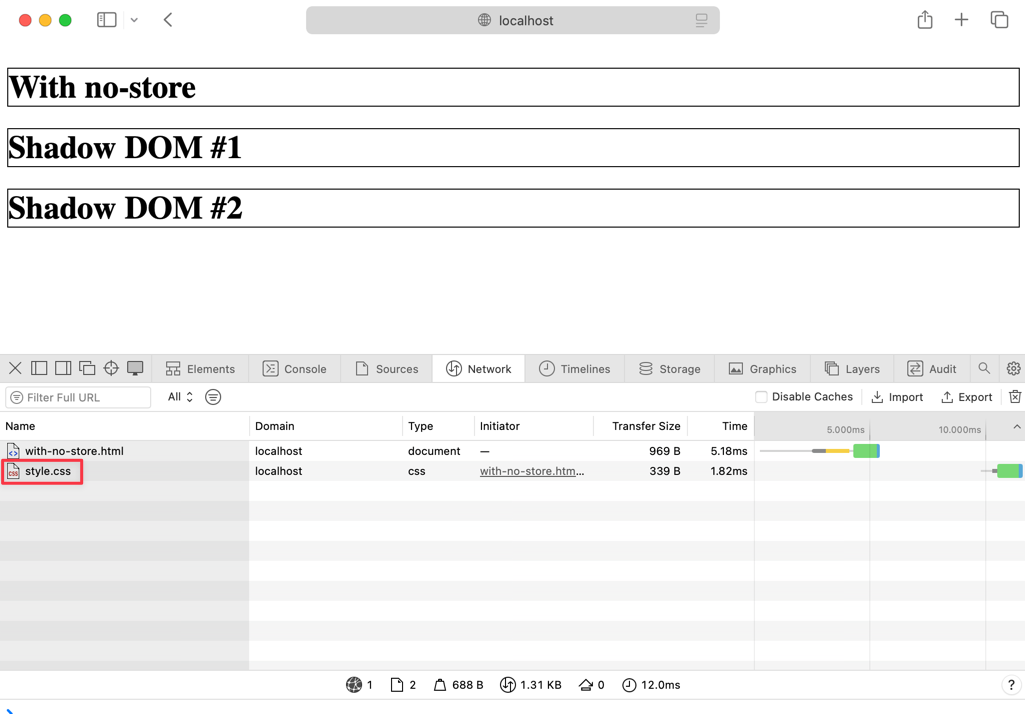 localhost
With no-store
Shadow DOM #1
Shadow DOM #2
Elements Console Sources Network Timelines Storage Graphics Layers Audit
Filter Full URL All Disable Caches Import Export
Name Domain Type Initiator Transfer Size Time 5.000ms 10.000ms
with-no-store.html localhost document — 969 B 5.18ms
CSS style.css localhost css with-no-store.htm... 339 B 1.82ms
1 2 688 B 1.31 KB 0 12.0ms ?